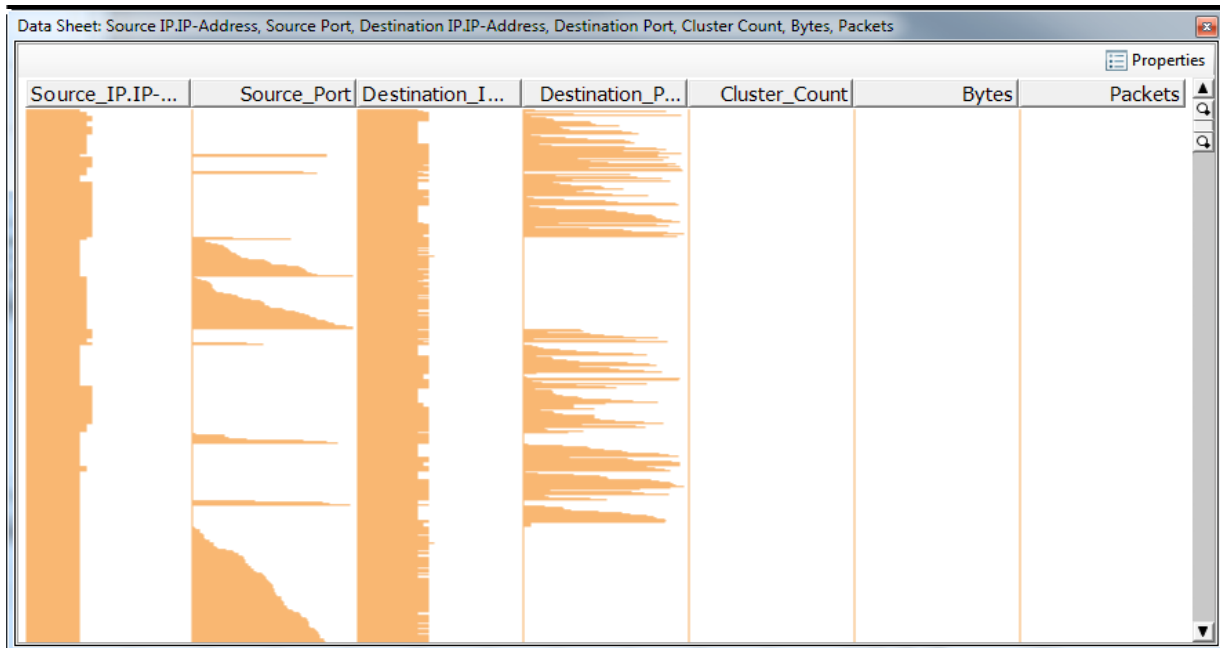 Data Sheet: Source IP.IP-Address, Source Port, Destination IP.IP-Address, Destination Port, Cluster Count, Bytes, Packets
Properties
Source_IP.IP-... Source_Port Destination_I... Destination_P... Cluster_Count Bytes Packets